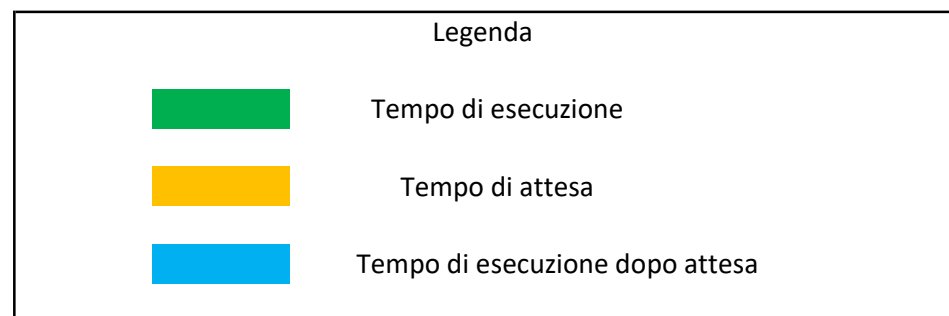 Legenda
Tempo di esecuzione
Tempo di attesa
Tempo di esecuzione dopo attesa